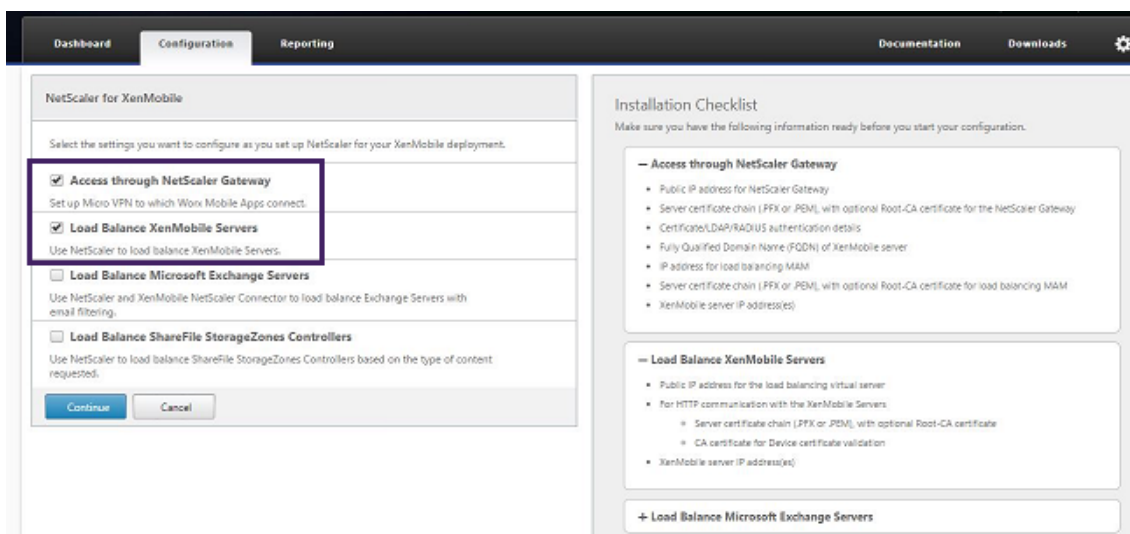 Dashboard
Configuration
Reporting
Documentation
Downloads
NetScaler for XenMobile
Select the settings you want to configure as you set up NetScaler for your XenMobile deployment.
Access through NetScaler Gateway
Set up Micro VPN to which Worx Mobile Apps connect.
Load Balance XenMobile Servers
Use NetScaler to load balance XenMobile Servers.
Load Balance Microsoft Exchange Servers
Use NetScaler and XenMobile NetScaler Connector to load balance Exchange Servers with
email filtering.
Load Balance ShareFile StorageZones Controllers
Use NetScaler to load balance ShareFile StorageZones Controllers based on the type of content
requested.
Continue
Cancel
Installation Checklist
Make sure you have the following information ready before you start your configuration.
– Access through NetScaler Gateway
• Public IP address for NetScaler Gateway
• Server certificate chain (.PFX or .PEM), with optional Root-CA certificate for the NetScaler Gateway
• Certificate/LDAP/RADIUS authentication details
• Fully Qualified Domain Name (FQDN) of XenMobile server
• IP address for load balancing MAM
• Server certificate chain (.PFX or .PEM), with optional Root-CA certificate for load balancing MAM
• XenMobile server IP address(es)
– Load Balance XenMobile Servers
• Public IP address for the load balancing virtual server
• For HTTP communication with the XenMobile Servers
Server certificate chain (.PFX or .PEM), with optional Root-CA certificate
CA certificate for Device certificate validation
• XenMobile server IP address(es)
+ Load Balance Microsoft Exchange Servers